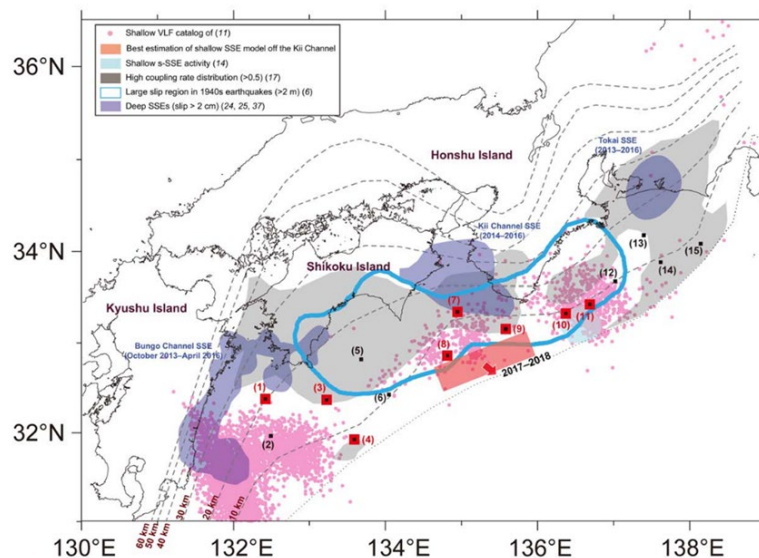 Shallow VLF catalog of (11)
Best estimation of shallow SSE model off the Kii Channel
Shallow s-SSE activity (14)
High coupling rate distribution (>0.5) (17)
Large slip region in 1940s earthquakes (>2 m) (6)
Deep SSEs (slip > 2 cm) (24, 25, 37)
36°N
34°N
32°N
Honshu Island
Tokai SSE
(2013–2016)
Kii Channel SSE
(2014–2016)
Shikoku Island
Kyushu Island
Bungo Channel SSE
(October 2013–April 2016)
(13)
(15)
(14)
(12)
(7)
(11)
(10)
(9)
(8)
(5)
2017–2018
(1)
(3)
(6)
(2)
(4)
60 km
50 km
40 km
30 km
20 km
10 km
130°E
132°E
134°E
136°E
138°E